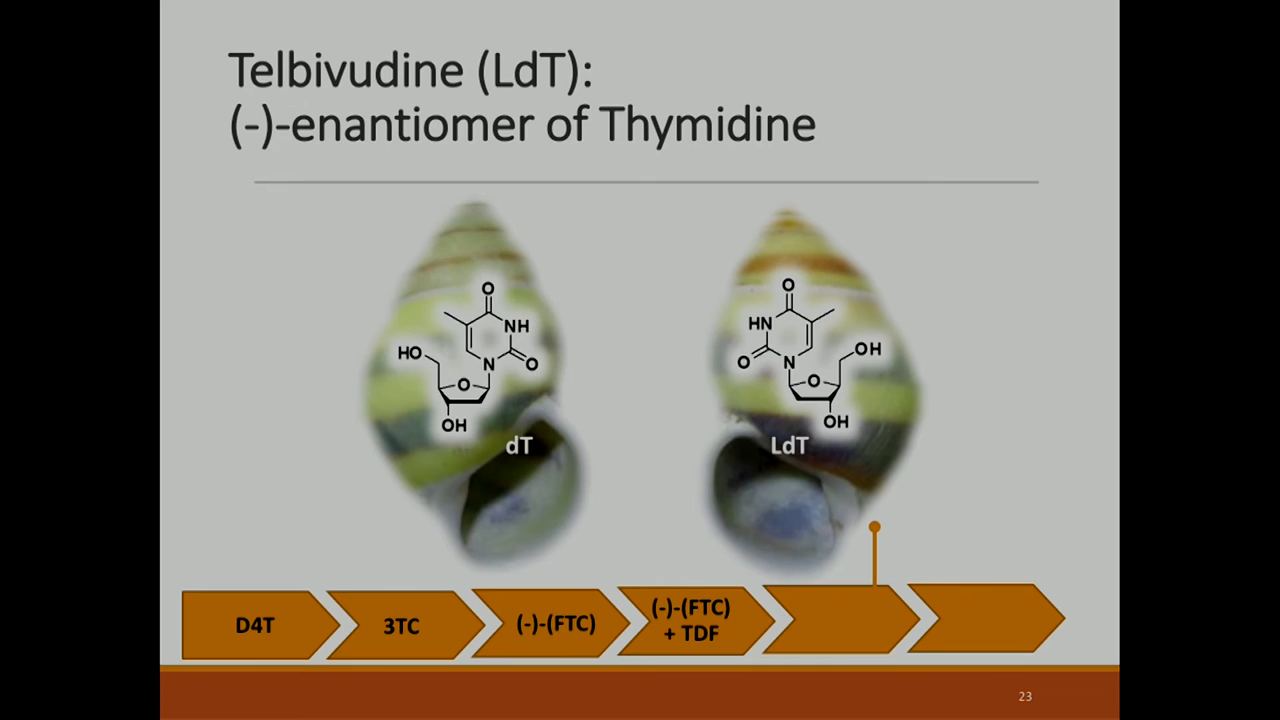 Telbivudine (LdT):
(-)-enantiomer of Thymidine
O
NH
N
O
HO
O
OH
dT
O
HN
O
N
OH
O
OH
LdT
D4T
3TC
(-)-(FTC)
(-)-(FTC)
+ TDF
23